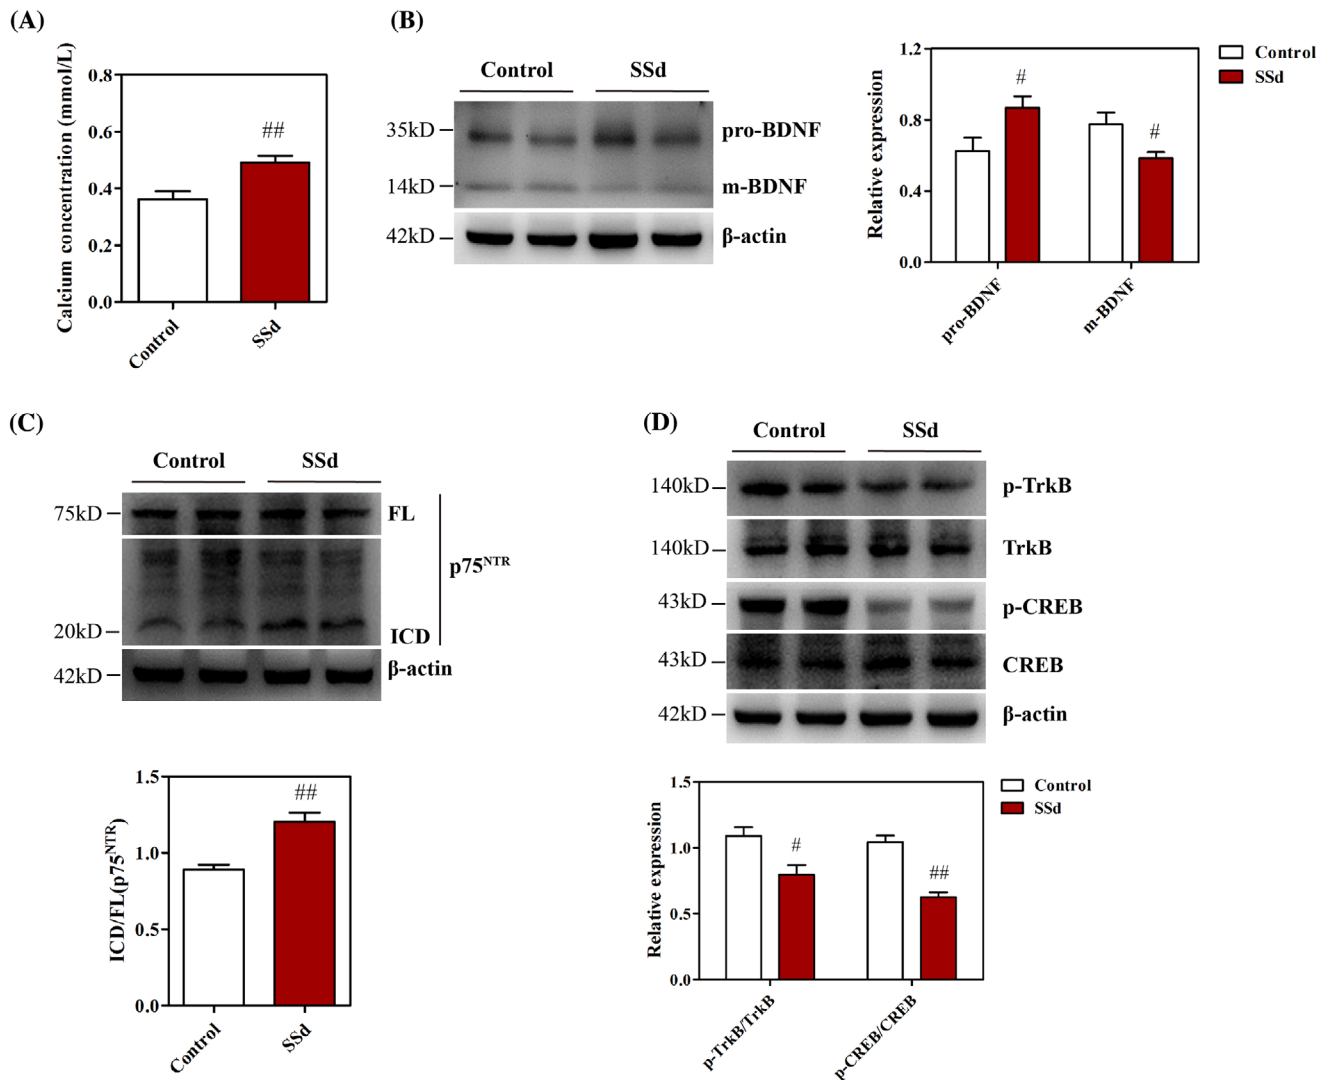 (A)
Calcium concentration (mmol/L)
0.8
0.6
0.4
0.2
0.0
##
Control
SSd
(B)
Control
SSd
35kD
pro-BDNF
14kD
m-BDNF
42kD
β-actin
Relative expression
1.2
0.8
0.4
0.0
#
#
pro-BDNF
m-BDNF
Control
SSd
(C)
Control
SSd
75kD
FL
p75NTR
20kD
ICD
42kD
β-actin
ICD/FL(p75NTR)
1.5
1.0
0.5
0.0
##
Control
SSd
(D)
Control
SSd
140kD
p-TrkB
140kD
TrkB
43kD
p-CREB
43kD
CREB
42kD
β-actin
Relative expression
1.5
1.0
0.5
0.0
#
##
p-TrkB/TrkB
p-CREB/CREB
Control
SSd